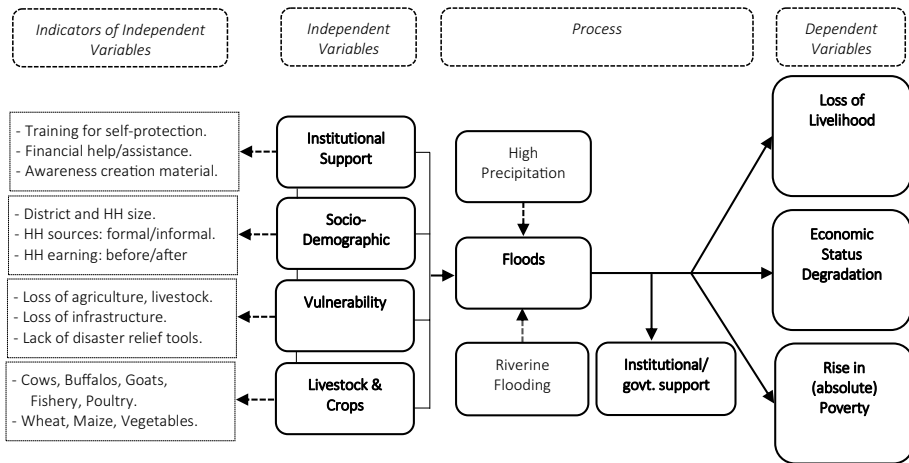 Indicators of Independent
Variables
Independent
Variables
Process
Dependent
Variables
- Training for self-protection.
- Financial help/assistance.
- Awareness creation material.
Institutional
Support
- District and HH size.
- HH sources: formal/informal.
- HH earning: before/after
Socio-
Demographic
- Loss of agriculture, livestock.
- Loss of infrastructure.
- Lack of disaster relief tools.
Vulnerability
- Cows, Buffalos, Goats,
Fishery, Poultry.
- Wheat, Maize, Vegetables.
Livestock &
Crops
High
Precipitation
Floods
Riverine
Flooding
Institutional/
govt. support
Loss of
Livelihood
Economic
Status
Degradation
Rise in
(absolute)
Poverty